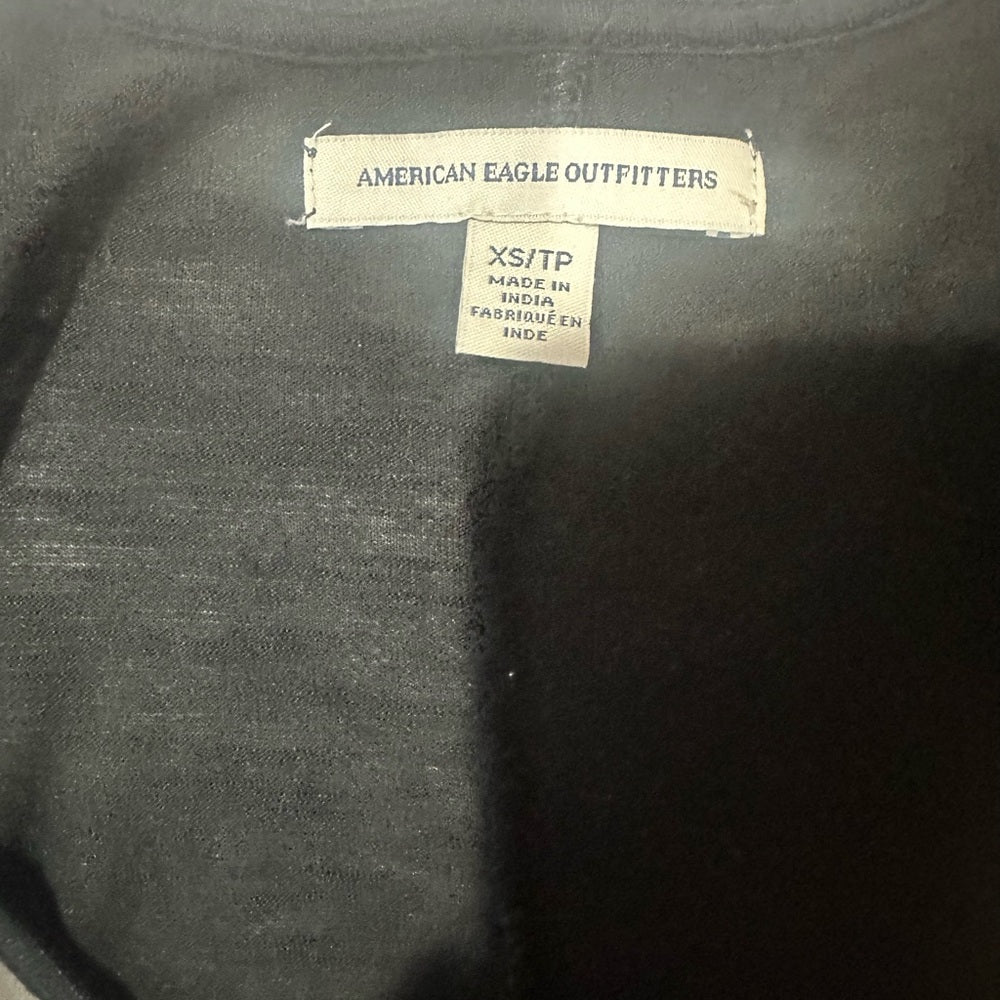 AMERICAN EAGLE OUTFITTERS
XS/TP
MADE IN
INDIA
FABRIQUÉ EN
INDE